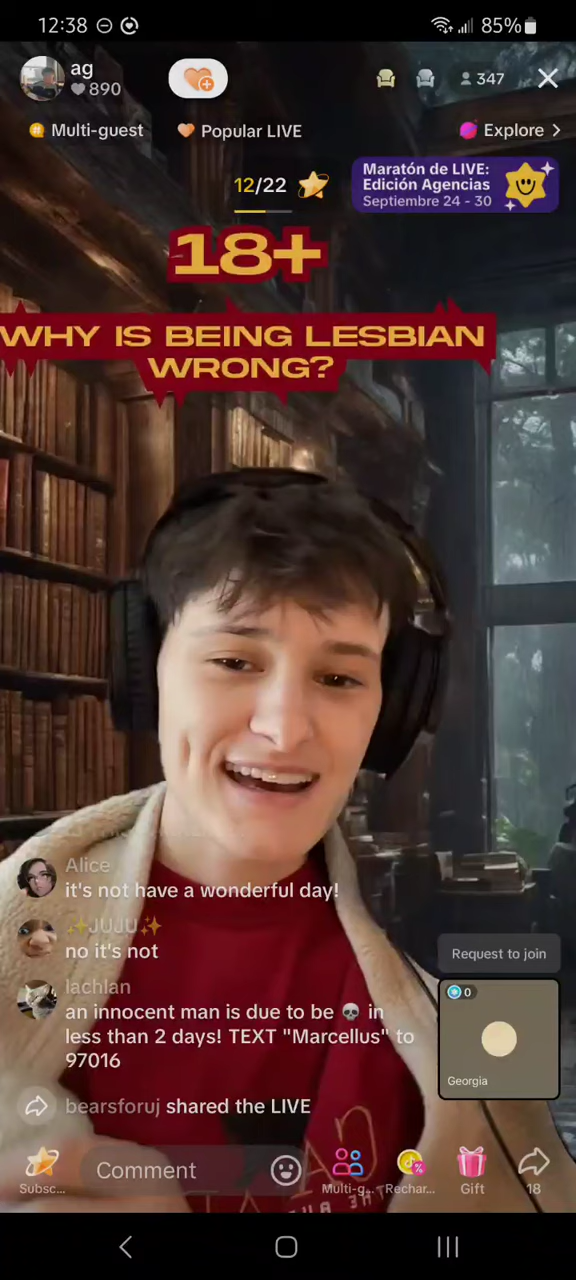 12:38
85%
ag
890
347
Multi-guest
Popular LIVE
Explore >
12/22
Maratón de LIVE:
Edición Agencias
Septiembre 24 - 30
18+
WHY IS BEING LESBIAN
WRONG?
Alice
it's not have a wonderful day!
✨JUJU✨
no it's not
lachlan
an innocent man is due to be 💀 in
less than 2 days! TEXT "Marcellus" to
97016
Request to join
0
Georgia
bearsforuj shared the LIVE
Comment
Subsc...
Multi-g...
Rechar...
Gift
18